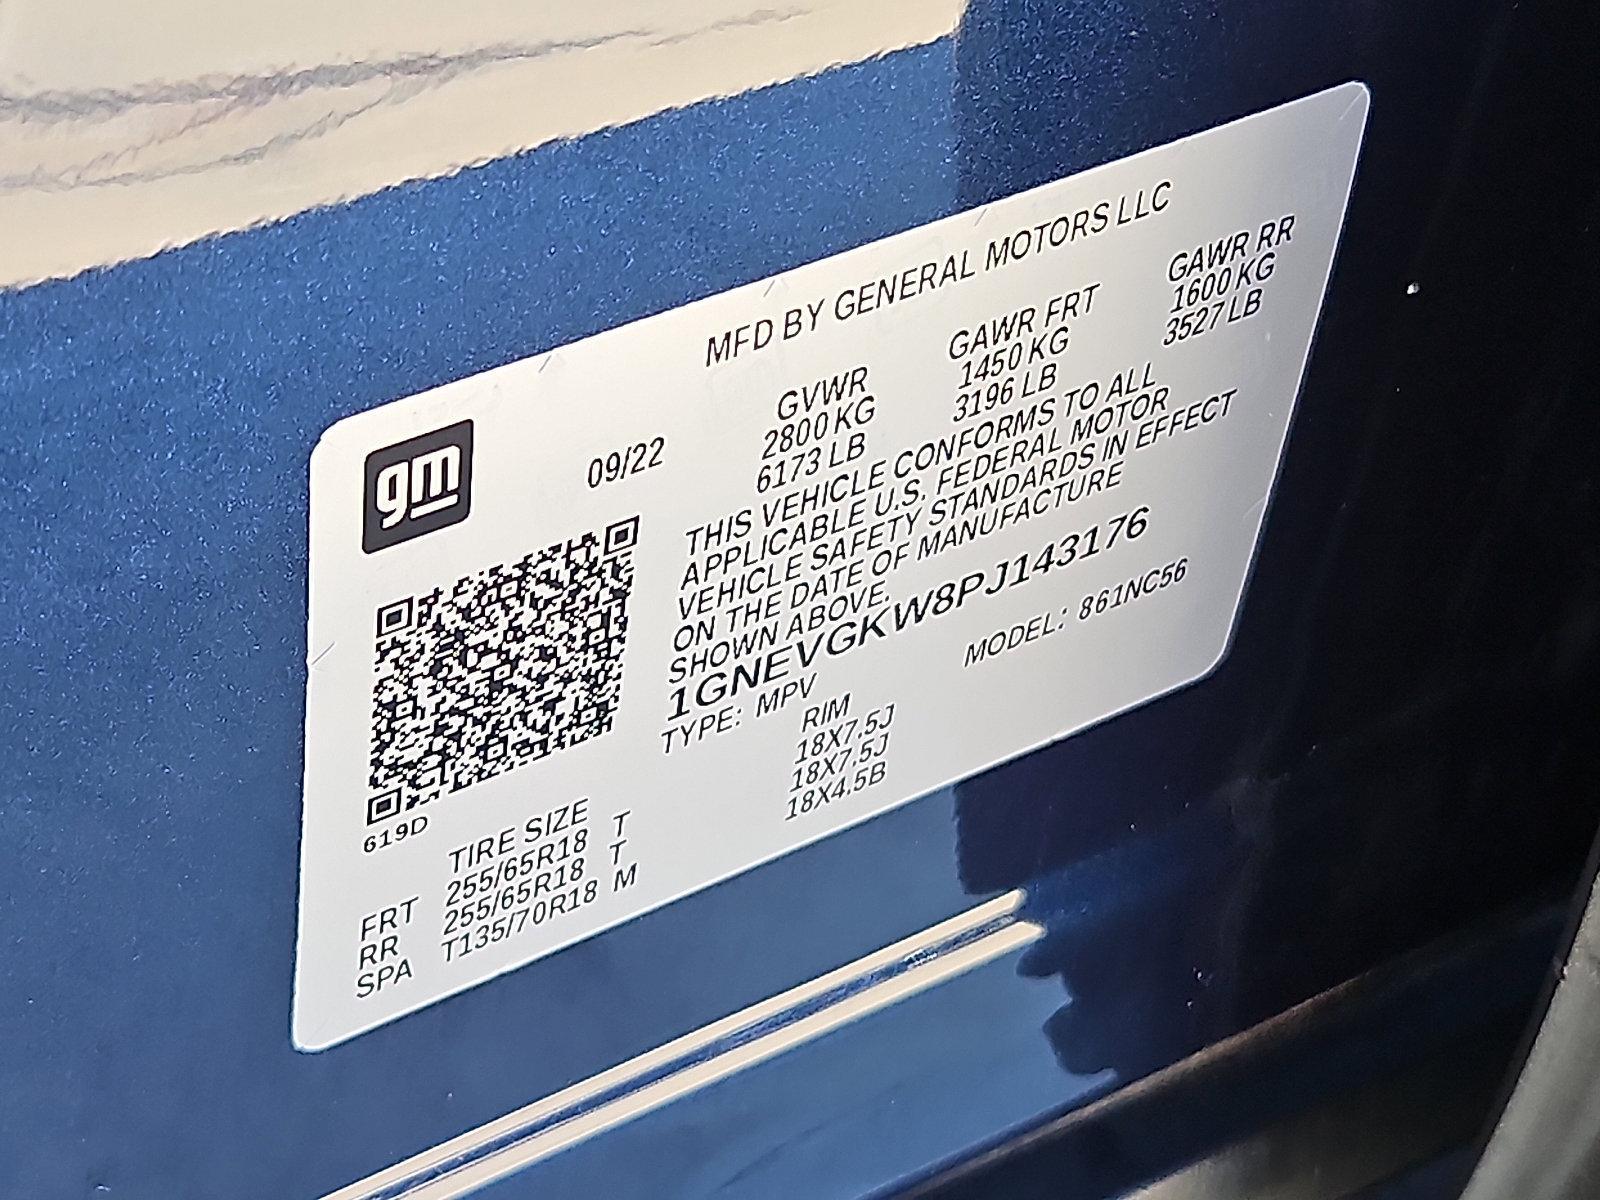 MFD BY GENERAL MOTORS LLC
gm
09/22
GVWR GAWR FRT GAWR RR
2800 KG 1450 KG 1600 KG
6173 LB 3196 LB 3527 LB
THIS VEHICLE CONFORMS TO ALL
APPLICABLE U.S. FEDERAL MOTOR
VEHICLE SAFETY STANDARDS IN EFFECT
ON THE DATE OF MANUFACTURE
SHOWN ABOVE.
1GNEVGKW8PJ143176
TYPE: MPV MODEL: 861NC56
619D
TIRE SIZE RIM
FRT 255/65R18 T 18X7.5J
RR 255/65R18 T 18X7.5J
SPA T135/70R18 M 18X4.5B